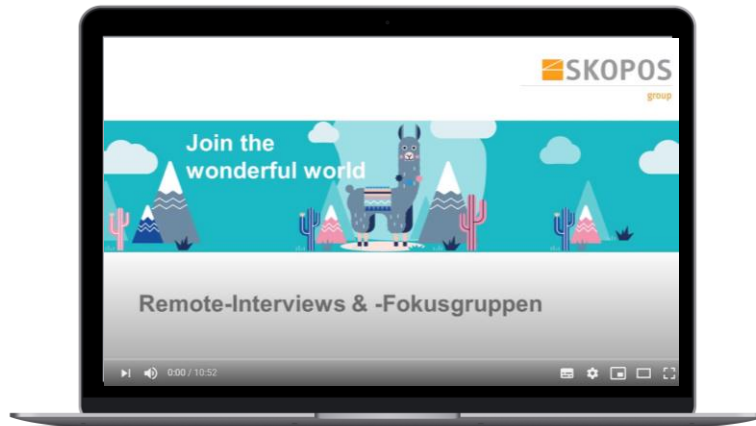 SKOPOS
group
Join the
wonderful world
Remote-Interviews & -Fokusgruppen
0:00 / 10:52